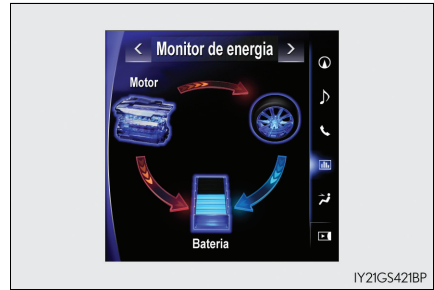 < Monitor de energia >
Motor
Bateria
IY21GS421BP